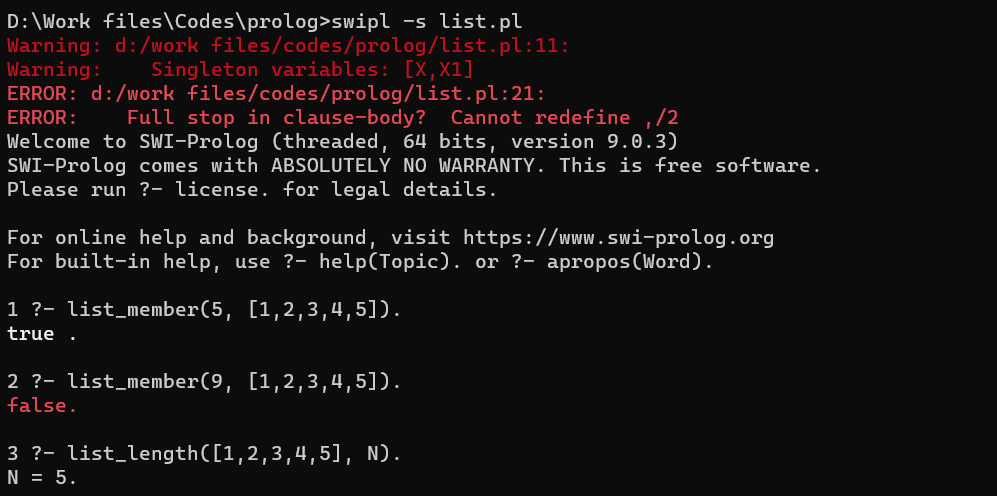 D:\Work files\Codes\prolog>swipl -s list.pl
Warning: d:/work files/codes/prolog/list.pl:11:
Warning:    Singleton variables: [X,X1]
ERROR: d:/work files/codes/prolog/list.pl:21:
ERROR:    Full stop in clause-body?  Cannot redefine ,/2
Welcome to SWI-Prolog (threaded, 64 bits, version 9.0.3)
SWI-Prolog comes with ABSOLUTELY NO WARRANTY. This is free software.
Please run ?- license. for legal details.

For online help and background, visit https://www.swi-prolog.org
For built-in help, use ?- help(Topic). or ?- apropos(Word).

1 ?- list_member(5, [1,2,3,4,5]).
true .

2 ?- list_member(9, [1,2,3,4,5]).
false.

3 ?- list_length([1,2,3,4,5], N).
N = 5.